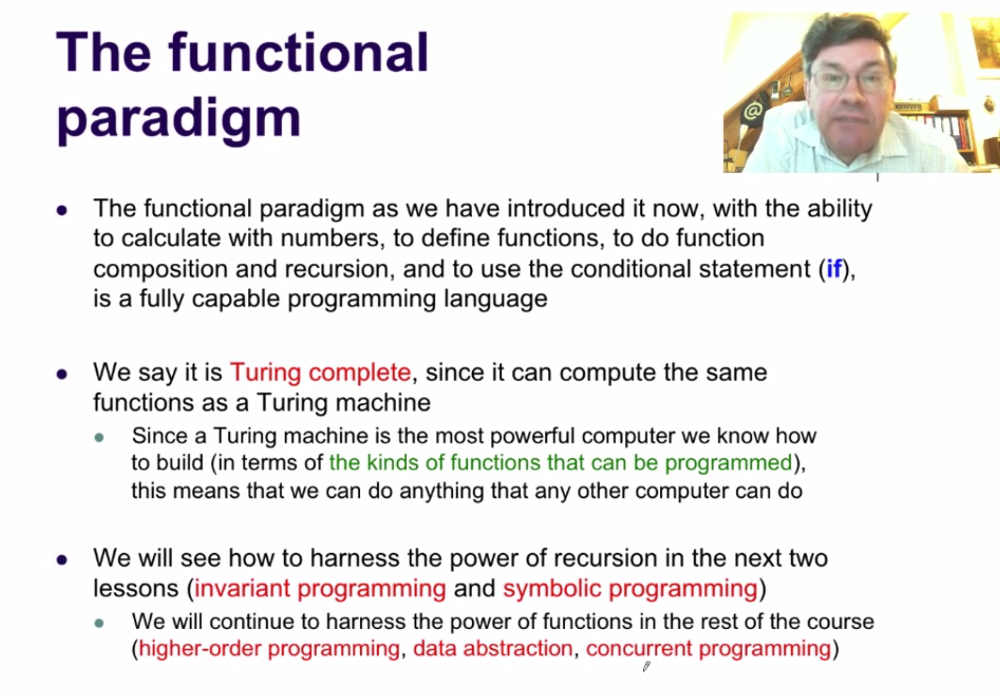 The functional
paradigm
@
● The functional paradigm as we have introduced it now, with the ability
to calculate with numbers, to define functions, to do function
composition and recursion, and to use the conditional statement (if),
is a fully capable programming language
● We say it is Turing complete, since it can compute the same
functions as a Turing machine
● Since a Turing machine is the most powerful computer we know how
to build (in terms of the kinds of functions that can be programmed),
this means that we can do anything that any other computer can do
● We will see how to harness the power of recursion in the next two
lessons (invariant programming and symbolic programming)
● We will continue to harness the power of functions in the rest of the course
(higher-order programming, data abstraction, concurrent programming)